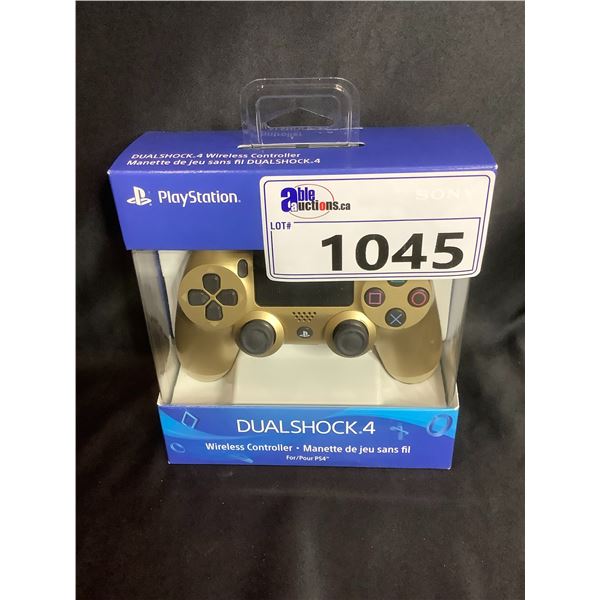 DUALSHOCK.4 Wireless Controller
Manette de jeu sans fil DUALSHOCK.4
PlayStation.
able auctions.ca
SONY
LOT#
1045
DUALSHOCK.4
Wireless Controller • Manette de jeu sans fil
For/Pour PS4™